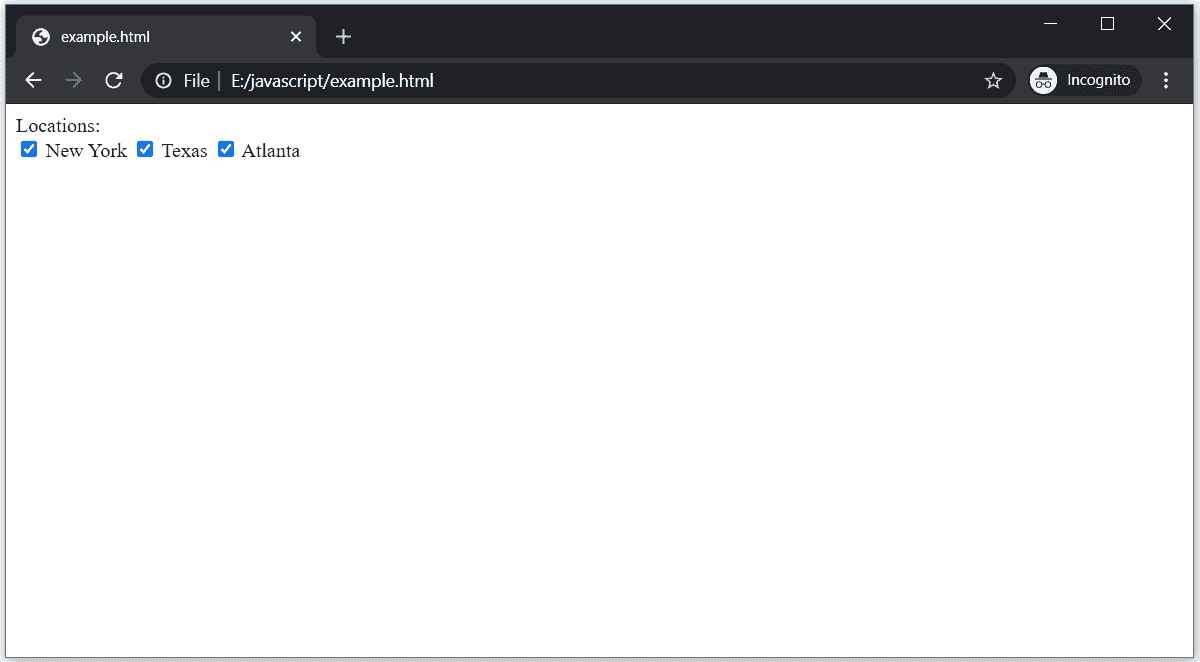 example.html
File E:/javascript/example.html Incognito
Locations:
New York Texas Atlanta